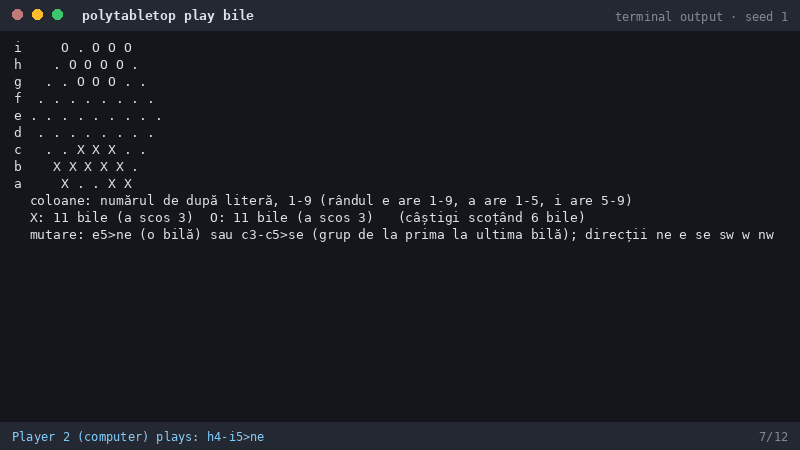 polytabletop play bile
terminal output · seed 1
i     O . O O O
h    . O O O O .
g   . . O O O . .
f  . . . . . . . .
e . . . . . . . . .
d  . . . . . . . .
c   . . X X X . .
b    X X X X X .
a     X . . X X
coloane: numărul de după literă, 1-9 (rândul e are 1-9, a are 1-5, i are 5-9)
X: 11 bile (a scos 3)  O: 11 bile (a scos 3)   (câștigi scoțând 6 bile)
mutare: e5>ne (o bilă) sau c3-c5>se (grup de la prima la ultima bilă); direcții ne e se sw w nw
Player 2 (computer) plays: h4-i5>ne
7/12